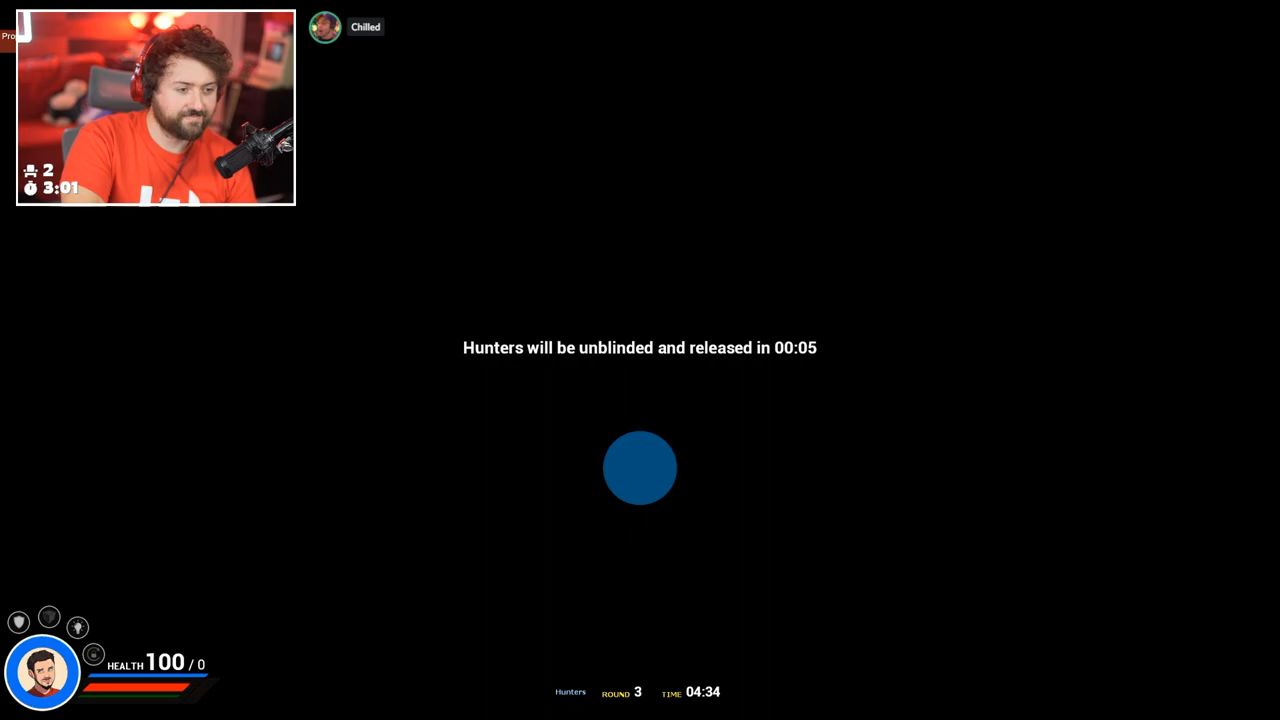 Pro
Chilled
2
3:01
Hunters will be unblinded and released in 00:05
HEALTH 100 / 0
Hunters ROUND 3 TIME 04:34